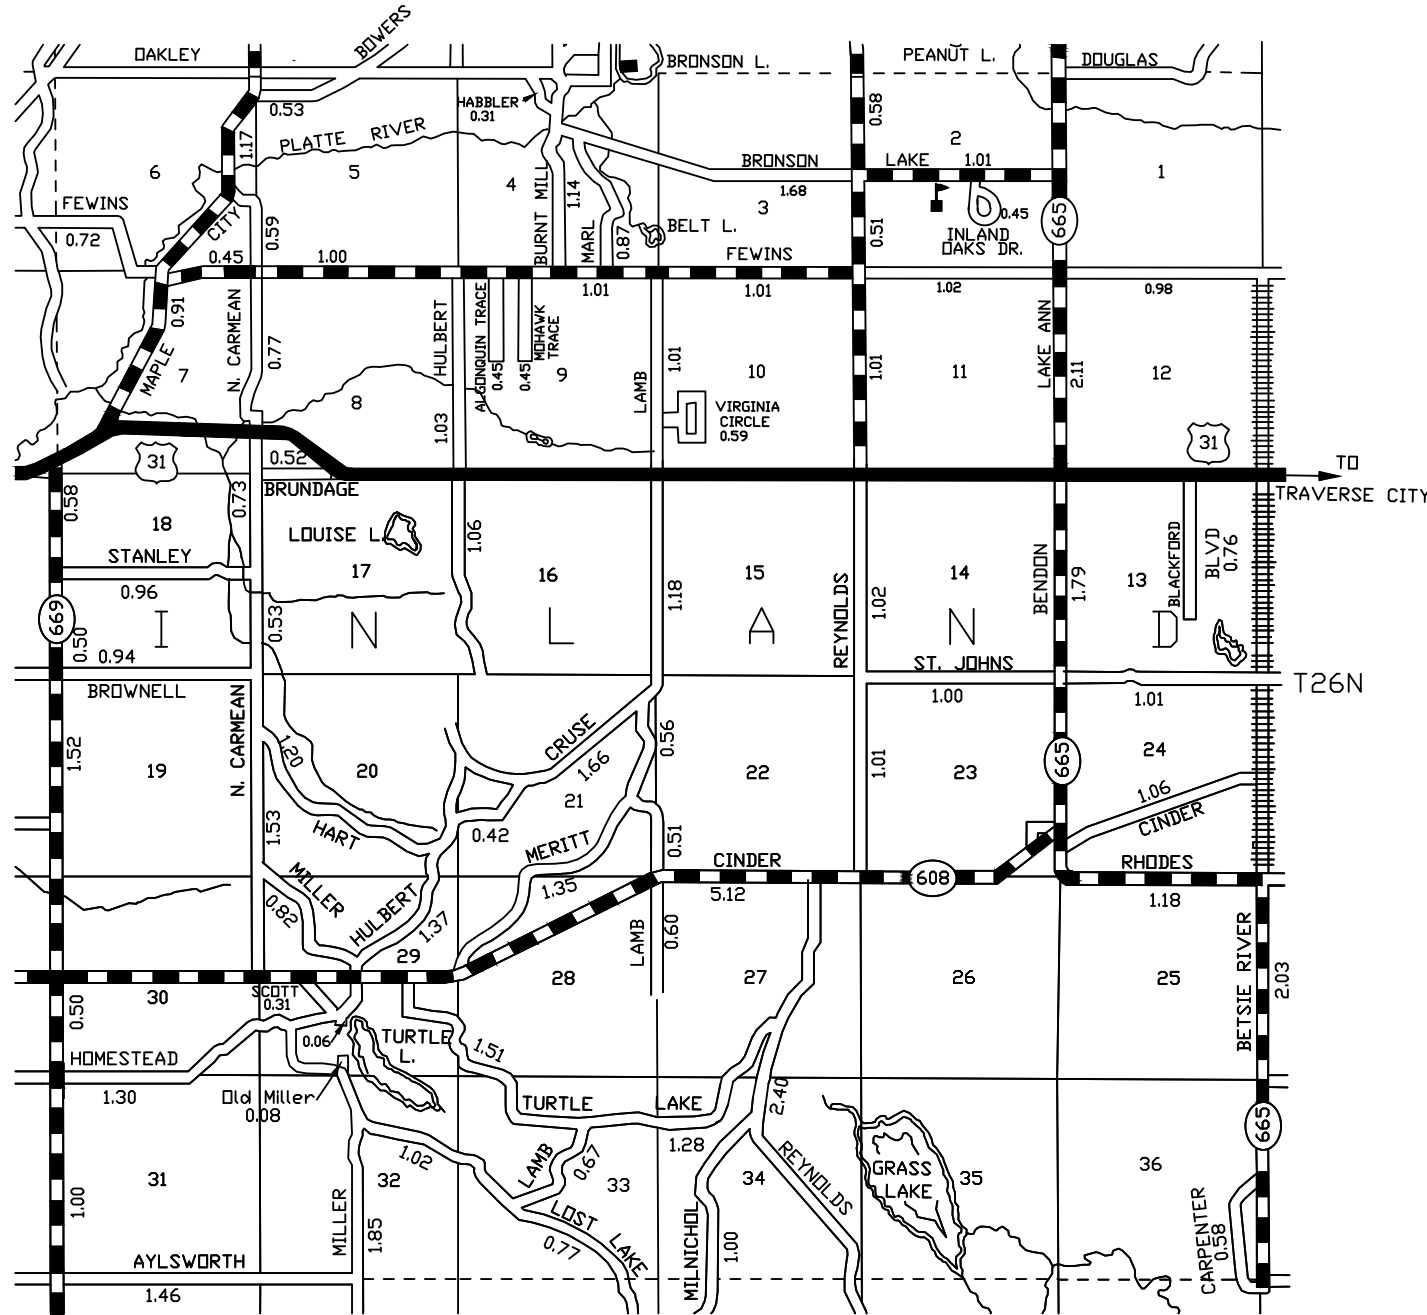 BOWERS
OAKLEY
BRONSON L.
PEANUT L.
DOUGLAS
HABBLER
0.31
0.53
0.58
1.17
PLATTE RIVER
2
6
5
4
BURNT MILL
1.14
BRONSON
LAKE
1.01
1
1.68
3
FEWINS
0.72
CITY
0.59
MARL
0.87
BELT L.
0.51
0.45
INLAND
OAKS DR.
665
0.45
1.00
FEWINS
1.01
1.01
1.02
0.98
0.91
MAPLE
7
N. CARMEAN
0.77
8
HULBERT
1.03
ALGONQUIN TRACE
0.45
0.45
MOHAWK
TRACE
9
LAMB
1.01
10
VIRGINIA
CIRCLE
0.59
1.01
11
LAKE ANN
2.11
12
31
31
TO
TRAVERSE CITY
0.52
BRUNDAGE
0.58
18
0.73
LOUISE L.
1.06
STANLEY
0.96
17
16
1.18
15
REYNOLDS
1.02
14
BENDON
1.79
13
BLACKFORD
BLVD
0.76
669
0.50
I N L A N D
0.53
0.94
BROWNELL
ST. JOHNS
1.00
1.01
T26N
1.52
19
N. CARMEAN
1.20
20
CRUSE
1.66
0.56
22
1.01
23
665
24
21
1.53
HART
0.42
MERITT
1.35
0.51
1.06
CINDER
MILLER
0.82
HULBERT
1.37
CINDER
5.12
608
RHODES
1.18
29
LAMB
0.60
28
27
26
25
BETSIE RIVER
2.03
30
SCOTT
0.31
0.50
0.06
TURTLE
L.
1.51
HOMESTEAD
1.30
Old Miller
0.08
TURTLE LAKE
1.28
2.40
1.02
LAMB
0.67
REYNOLDS
GRASS
LAKE
35
36
665
31
1.00
32
MILLER
1.85
33
LOST LAKE
0.77
34
MILNICHOL
1.00
CARPENTER
0.58
AYLSWORTH
1.46